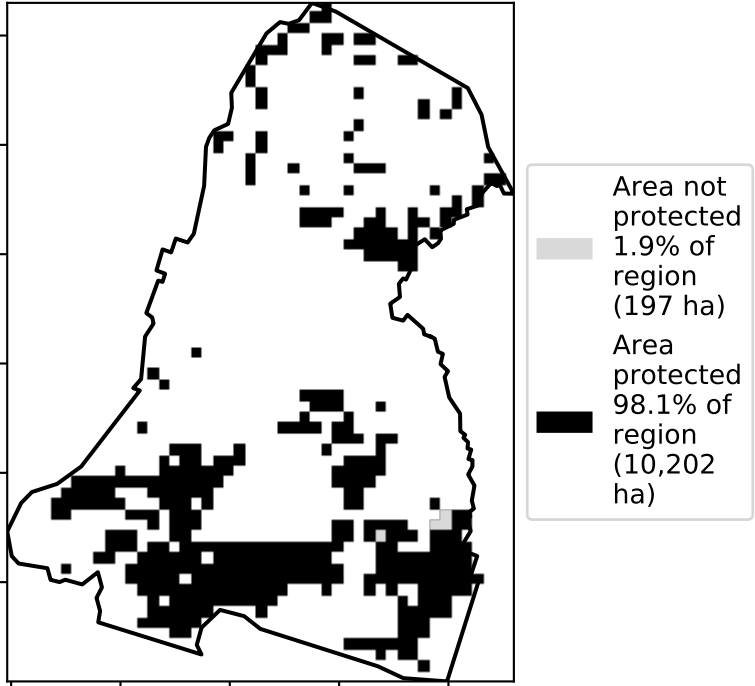 Area not
protected
1.9% of
region
(197 ha)
Area
protected
98.1% of
region
(10,202
ha)